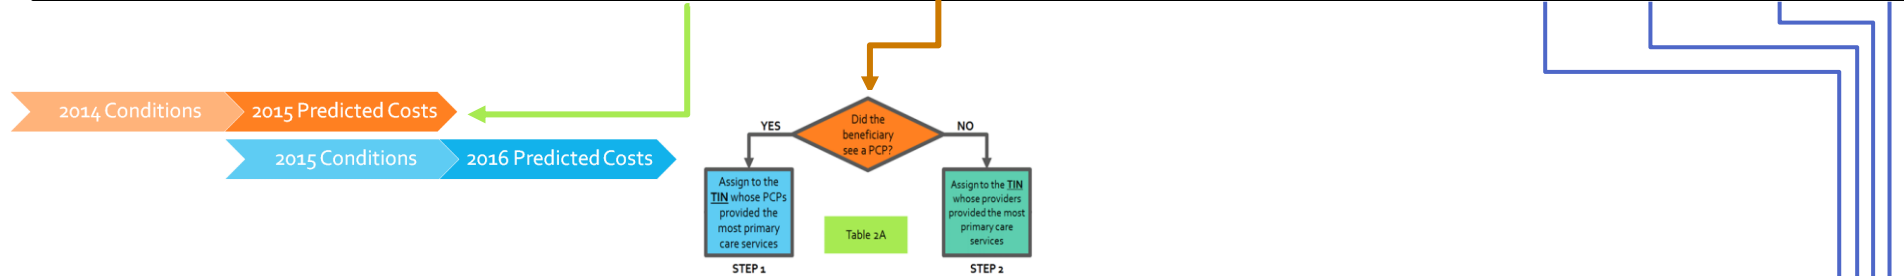 2014 Conditions
2015 Predicted Costs
2015 Conditions
2016 Predicted Costs
Did the
beneficiary
see a PCP?
YES
NO
Assign to the
TIN whose PCPs
provided the
most primary
care services
STEP 1
Table 2A
Assign to the TIN
whose providers
provided the most
primary care
services
STEP 2